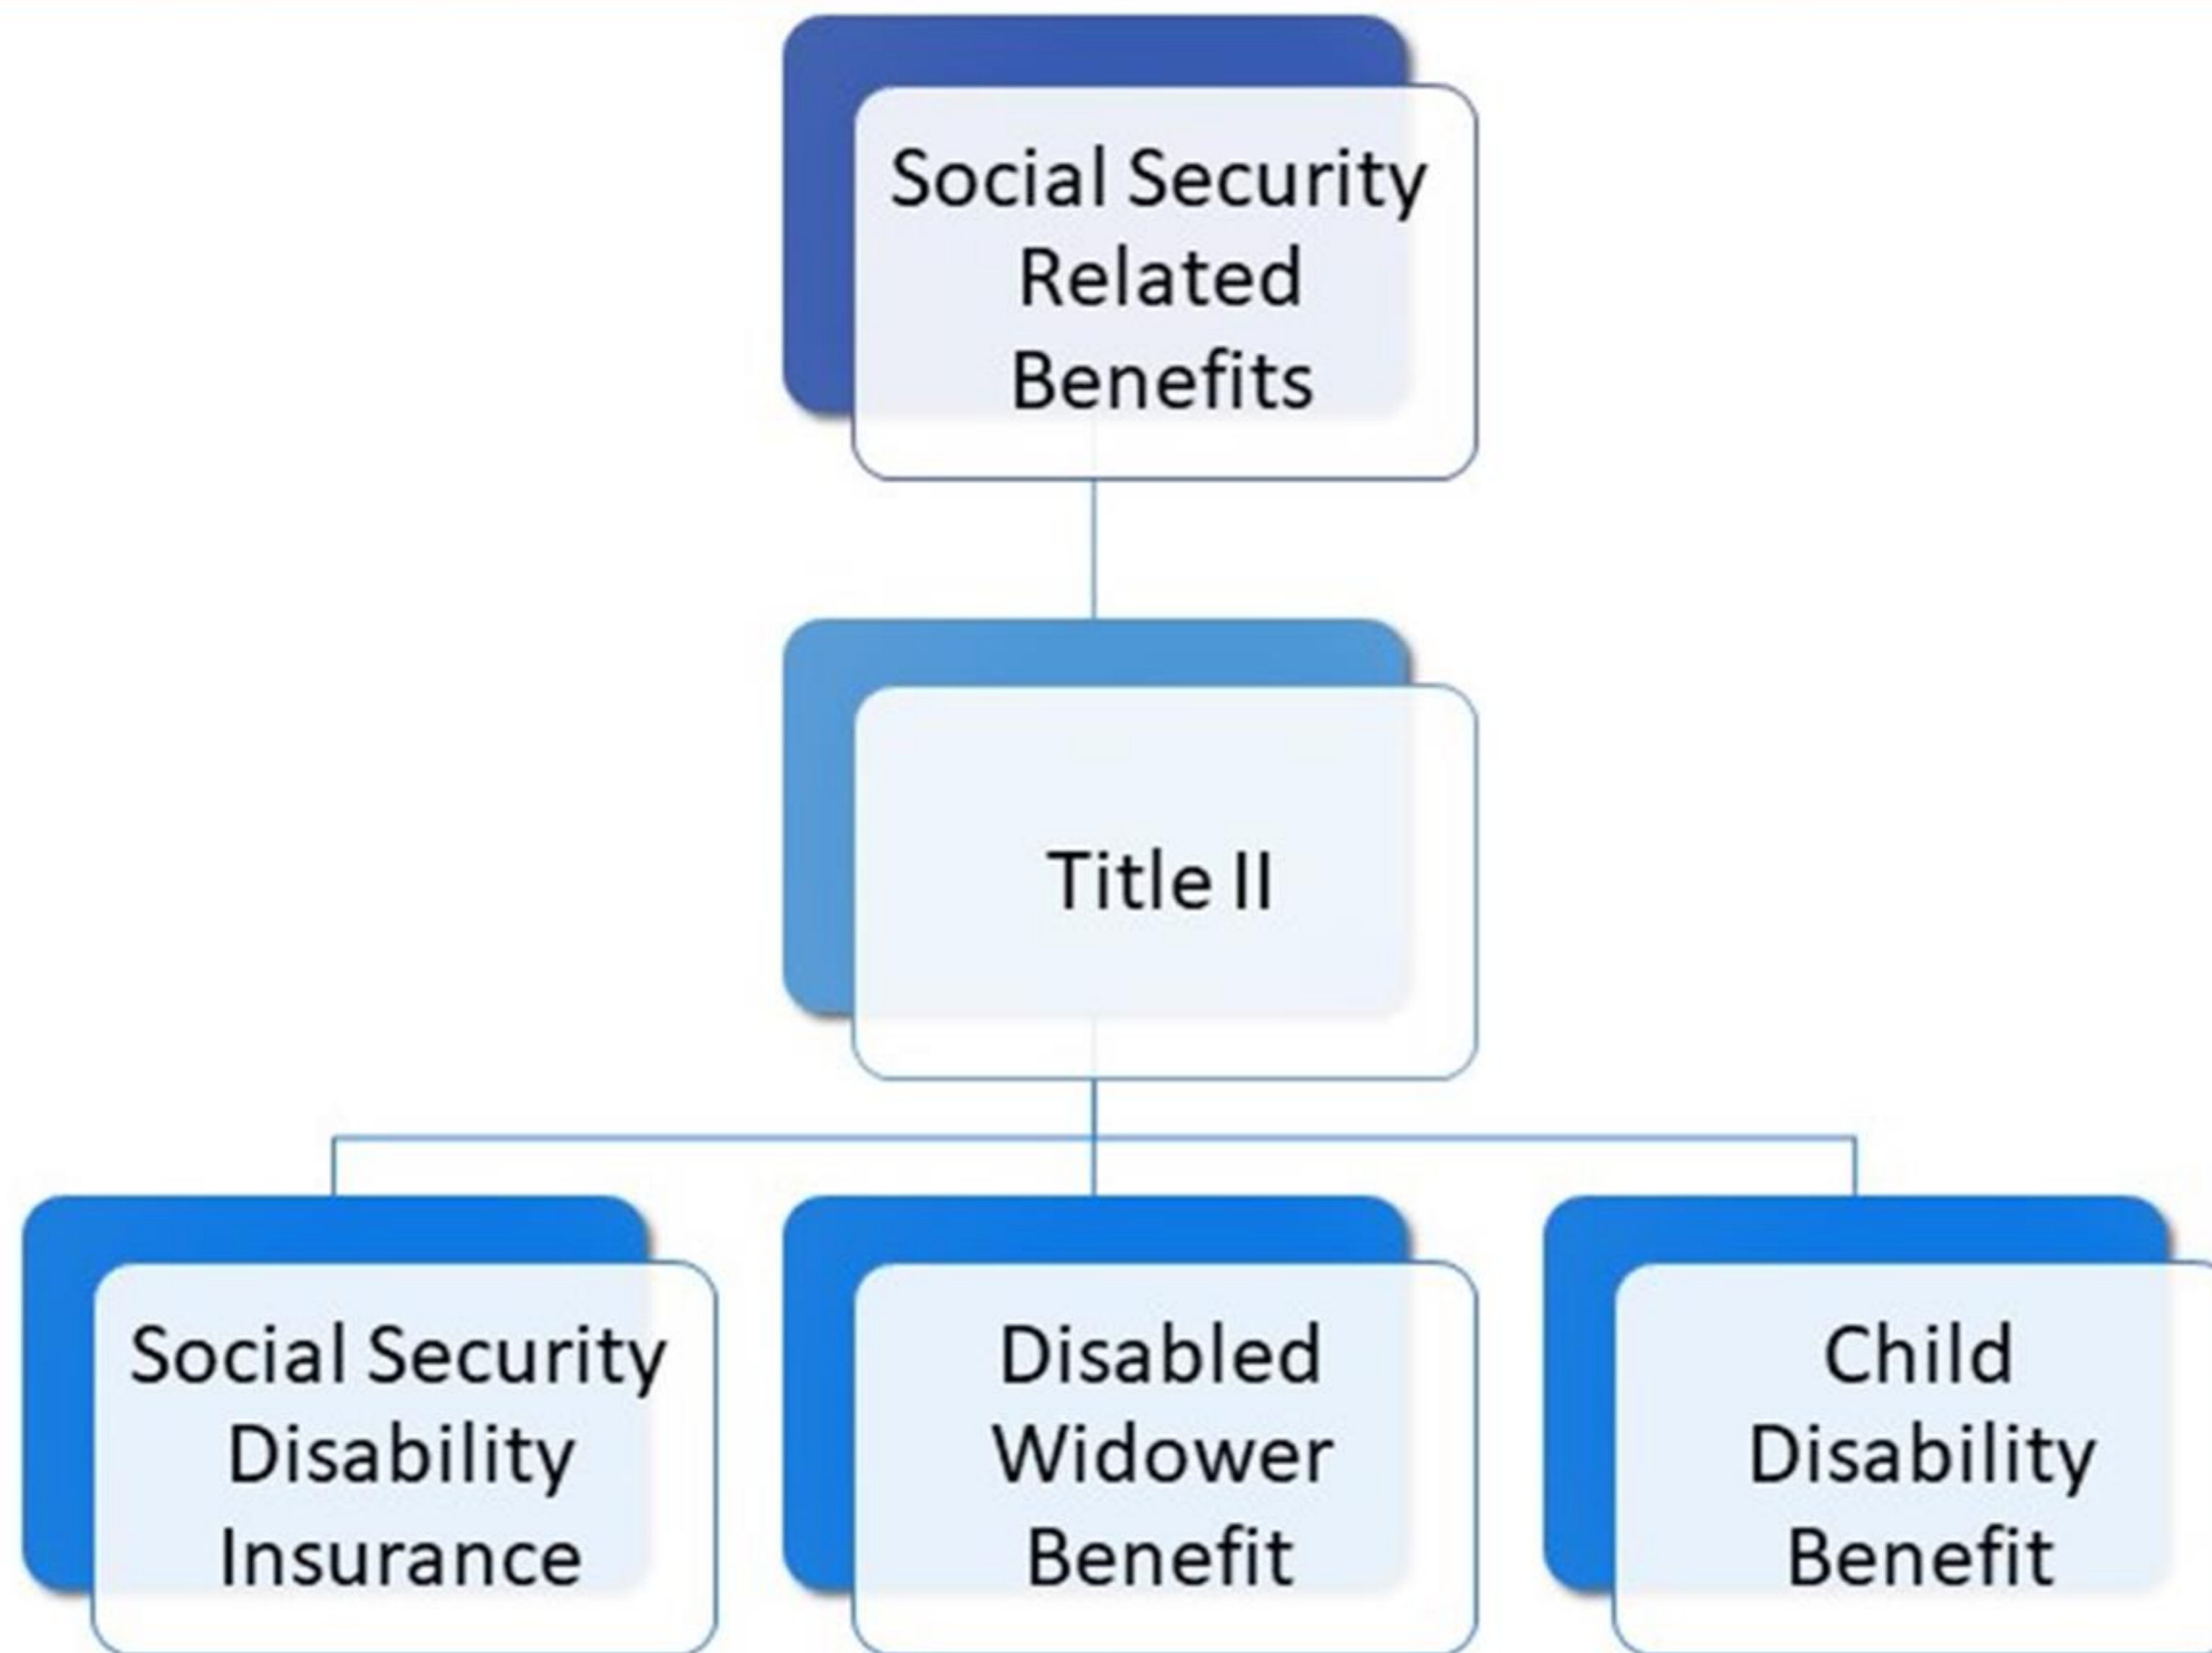 Social Security
Related
Benefits
Title II
Social Security
Disability
Insurance
Disabled
Widower
Benefit
Child
Disability
Benefit